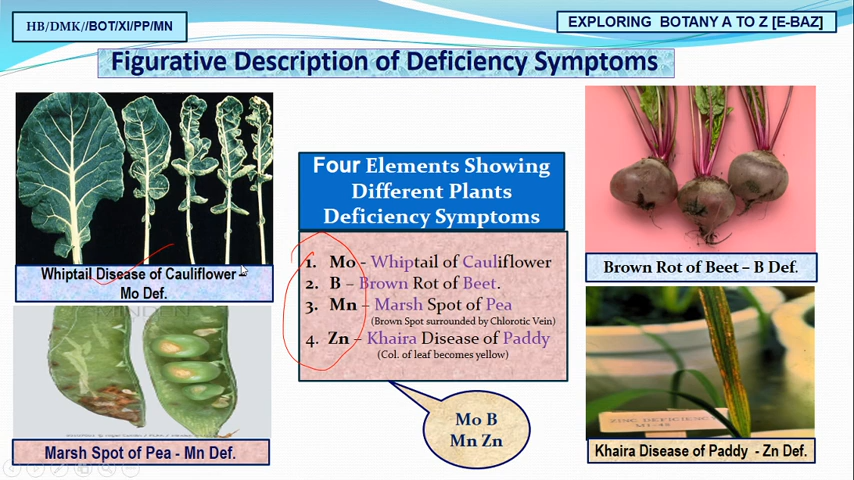 HB/DMK//BOT/XI/PP/MN
EXPLORING BOTANY A TO Z [E-BAZ]
Figurative Description of Deficiency Symptoms
Four Elements Showing
Different Plants
Deficiency Symptoms
1. Mo - Whiptail of Cauliflower
2. B – Brown Rot of Beet.
3. Mn – Marsh Spot of Pea
(Brown Spot surrounded by Chlorotic Vein)
4. Zn – Khaira Disease of Paddy
(Col. of leaf becomes yellow)
Mo B
Mn Zn
Whiptail Disease of Cauliflower –
Mo Def.
Marsh Spot of Pea - Mn Def.
Brown Rot of Beet – B Def.
ZINC DEFICIENCY
Khaira Disease of Paddy - Zn Def.